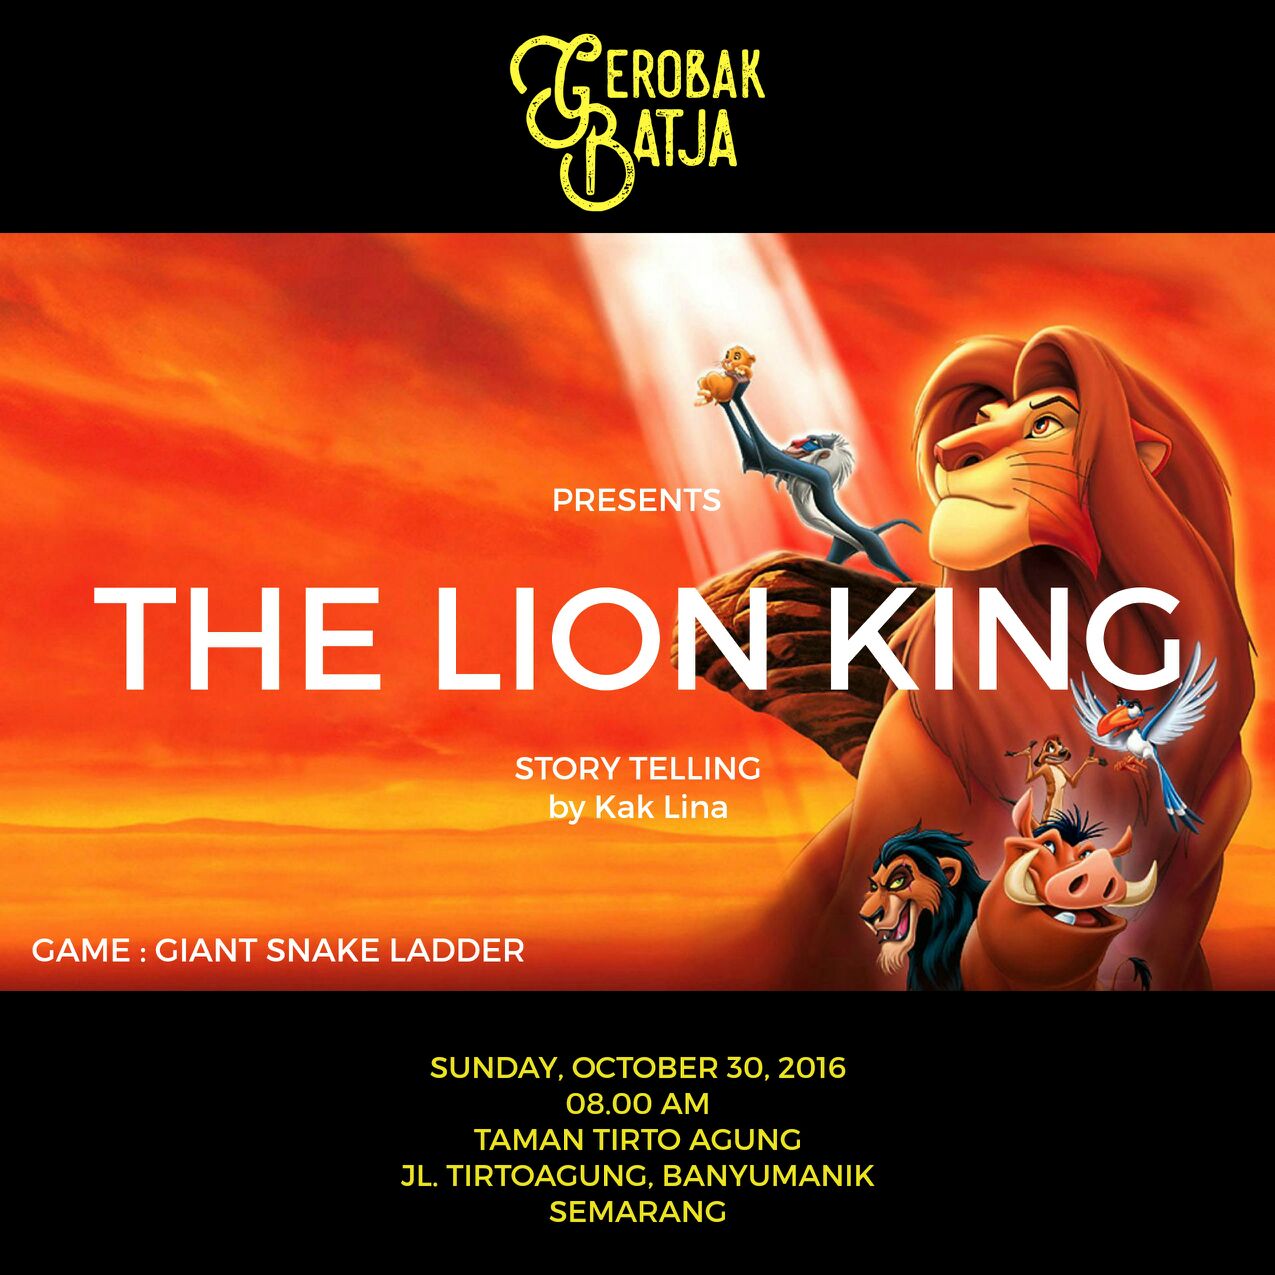 GEROBAK
BATJA
PRESENTS
THE LION KING
STORY TELLING
by Kak Lina
GAME : GIANT SNAKE LADDER
SUNDAY, OCTOBER 30, 2016
08.00 AM
TAMAN TIRTO AGUNG
JL. TIRTOAGUNG, BANYUMANIK
SEMARANG